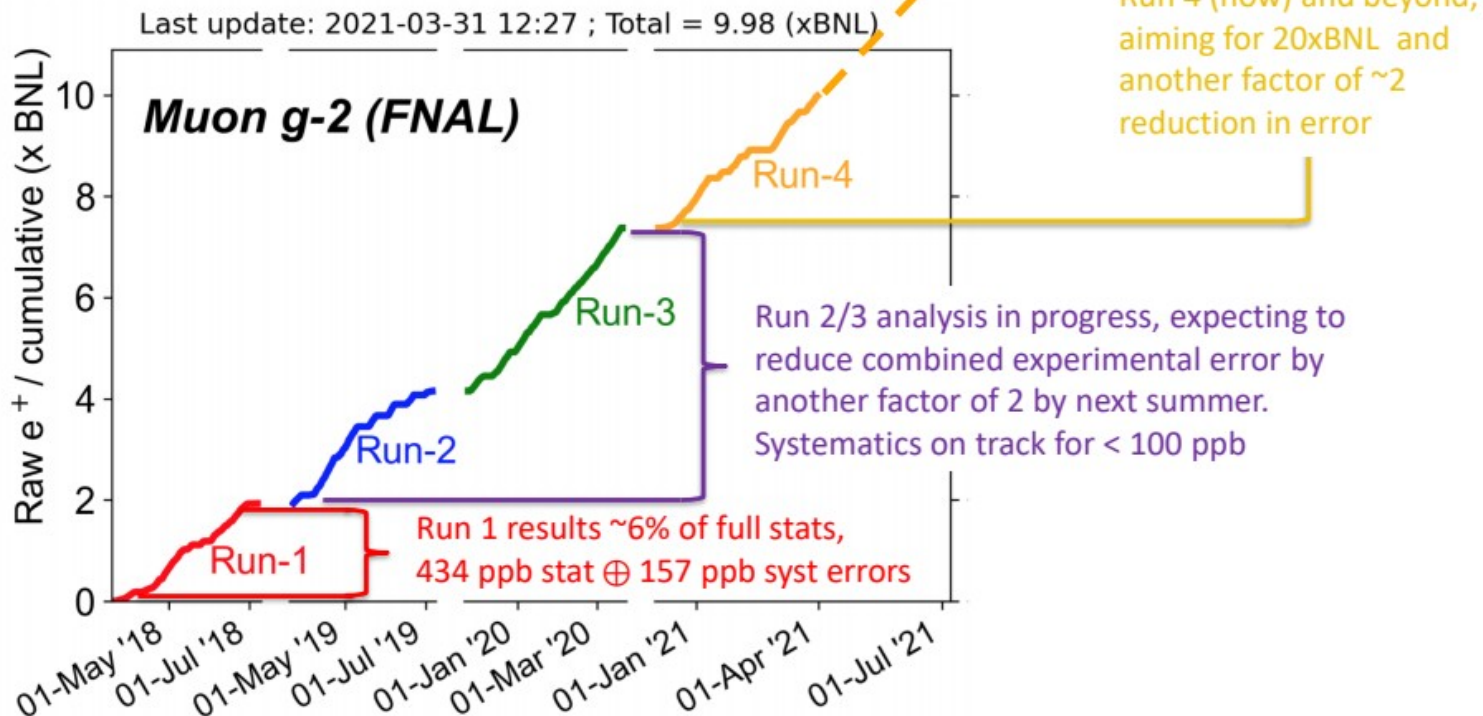 Last update: 2021-03-31 12:27 ; Total = 9.98 (xBNL)
Run 4 (now) and beyond,
aiming for 20xBNL and
another factor of ~2
reduction in error
Muon g-2 (FNAL)
Raw e⁺ / cumulative (x BNL)
10
8
6
4
2
0
Run-4
Run-3
Run 2/3 analysis in progress, expecting to
reduce combined experimental error by
another factor of 2 by next summer.
Systematics on track for < 100 ppb
Run-2
Run-1
Run 1 results ~6% of full stats,
434 ppb stat ⊕ 157 ppb syst errors
01-May '18
01-Jul '18
01-May '19
01-Jul '19
01-Jan '20
01-Mar '20
01-Jan '21
01-Apr '21
01-Jul '21